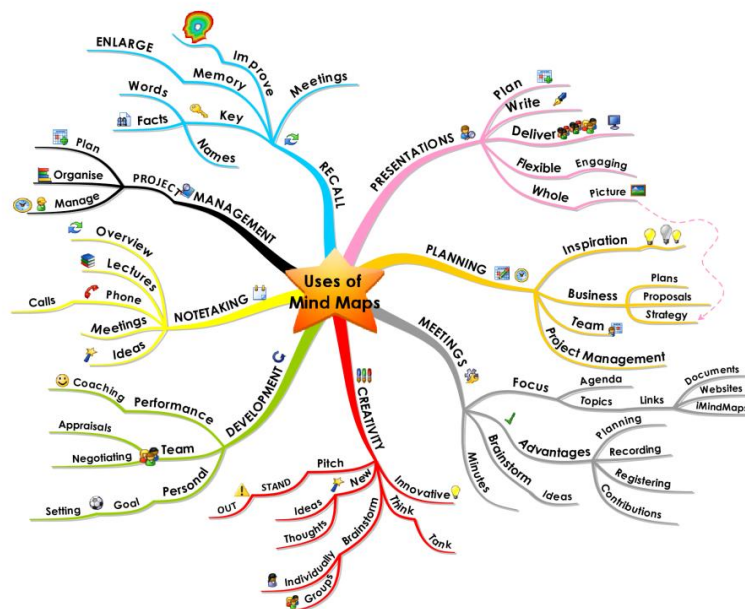 Uses of
Mind Maps
PRESENTATIONS
Plan
Write
Deliver
Flexible
Engaging
Whole
Picture
PLANNING
Inspiration
Business
Plans
Proposals
Strategy
Team
Project Management
MEETINGS
Focus
Agenda
Topics
Links
Documents
Websites
iMindMaps
Advantages
Planning
Recording
Registering
Contributions
Brainstorm
Ideas
Minutes
CREATIVITY
Innovative
Think
Tank
Brainstorm
Individually
Groups
New
Ideas
Thoughts
Pitch
STAND
OUT
DEVELOPMENT
Performance
Coaching
Team
Appraisals
Negotiating
Personal
Goal
Setting
NOTETAKING
Overview
Lectures
Phone
Calls
Meetings
Ideas
PROJECT MANAGEMENT
Plan
Organise
Manage
RECALL
Key
Words
Facts
Names
Memory
ENLARGE
Improve
Meetings